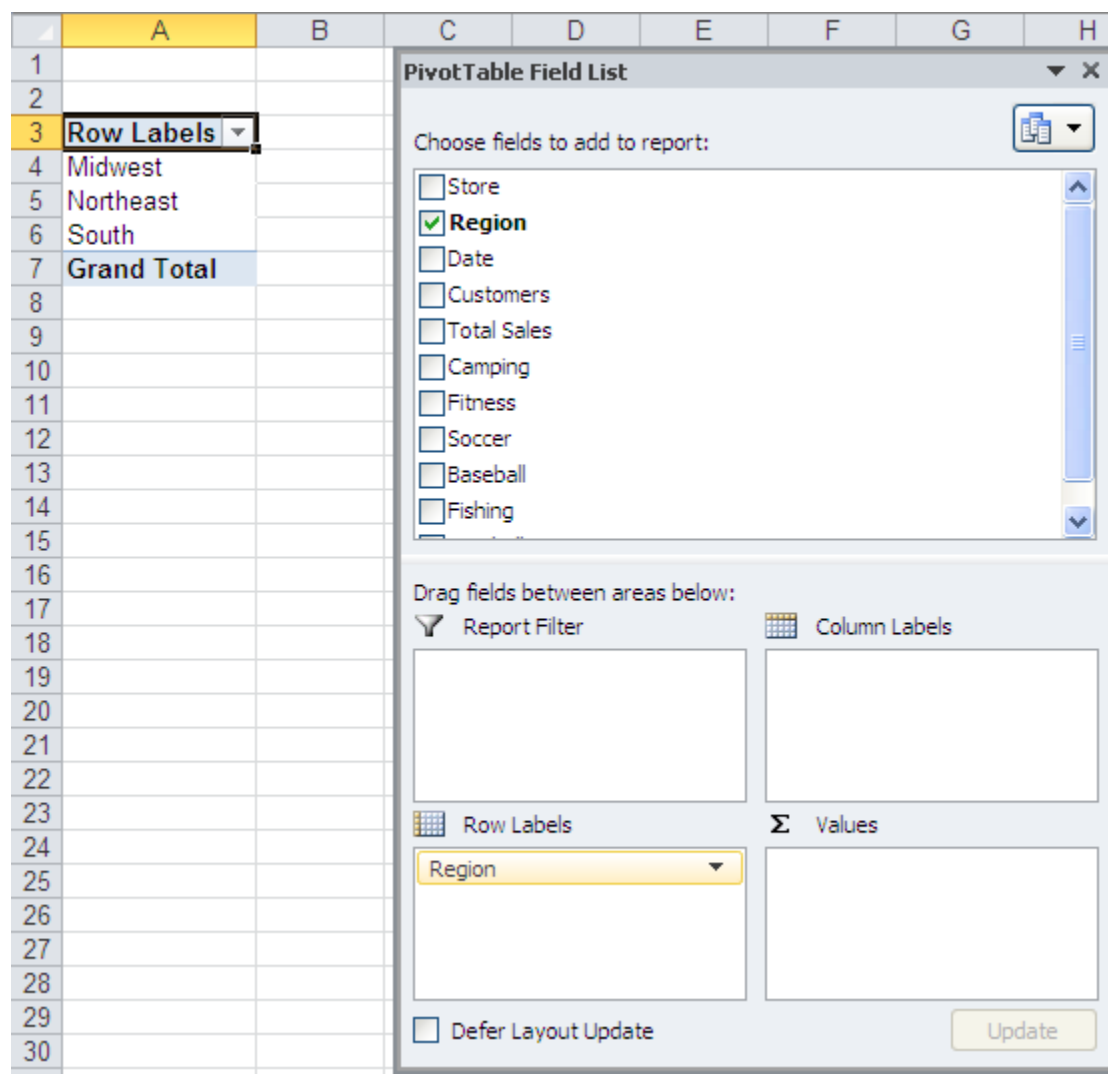 A B C D E F G H
1 PivotTable Field List
2
3 Row Labels
Choose fields to add to report:
4 Midwest
Store
5 Northeast
Region
6 South
7 Grand Total
Date
8 Customers
9 Total Sales
10 Camping
11 Fitness
12 Soccer
13 Baseball
14 Fishing
15
16
Drag fields between areas below:
17
Report Filter Column Labels
18
19
20
21
22
23
Row Labels Σ Values
24
25 Region
26
27
28
29 Defer Layout Update Update
30